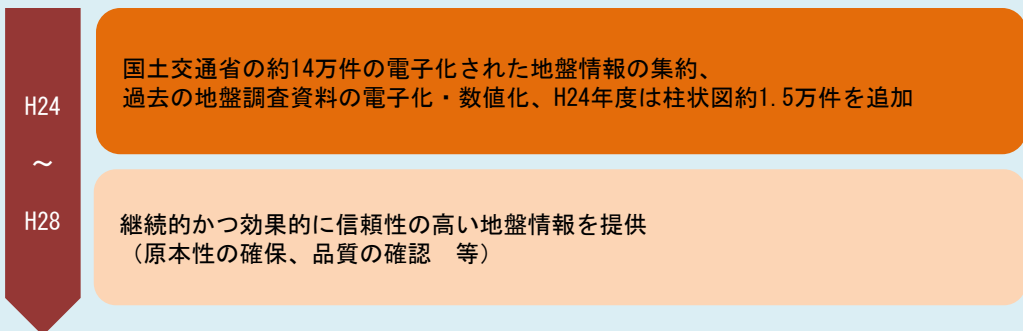 H24
～
H28
国土交通省の約14万件の電子化された地盤情報の集約、
過去の地盤調査資料の電子化・数値化、H24年度は柱状図約1.5万件を追加
継続的かつ効果的に信頼性の高い地盤情報を提供
（原本性の確保、品質の確認　等）